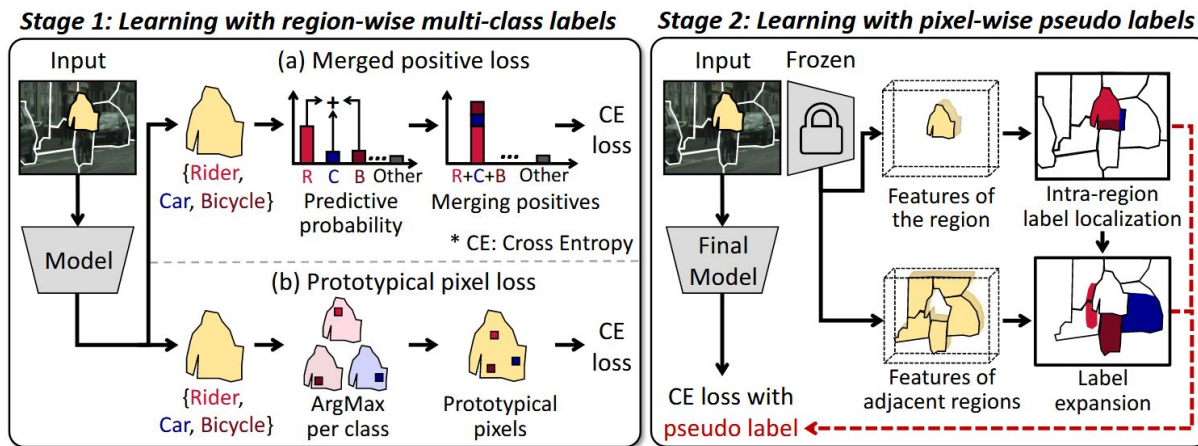 Stage 1: Learning with region-wise multi-class labels
Input
(a) Merged positive loss
{Rider,
Car, Bicycle}
+
R C B Other
Predictive
probability
R+C+B Other
Merging positives
CE
loss
* CE: Cross Entropy
Model
(b) Prototypical pixel loss
{Rider,
Car, Bicycle}
ArgMax
per class
Prototypical
pixels
CE
loss
Stage 2: Learning with pixel-wise pseudo labels
Input
Frozen
Features of
the region
Intra-region
label localization
Final
Model
Features of
adjacent regions
Label
expansion
CE loss with
pseudo label